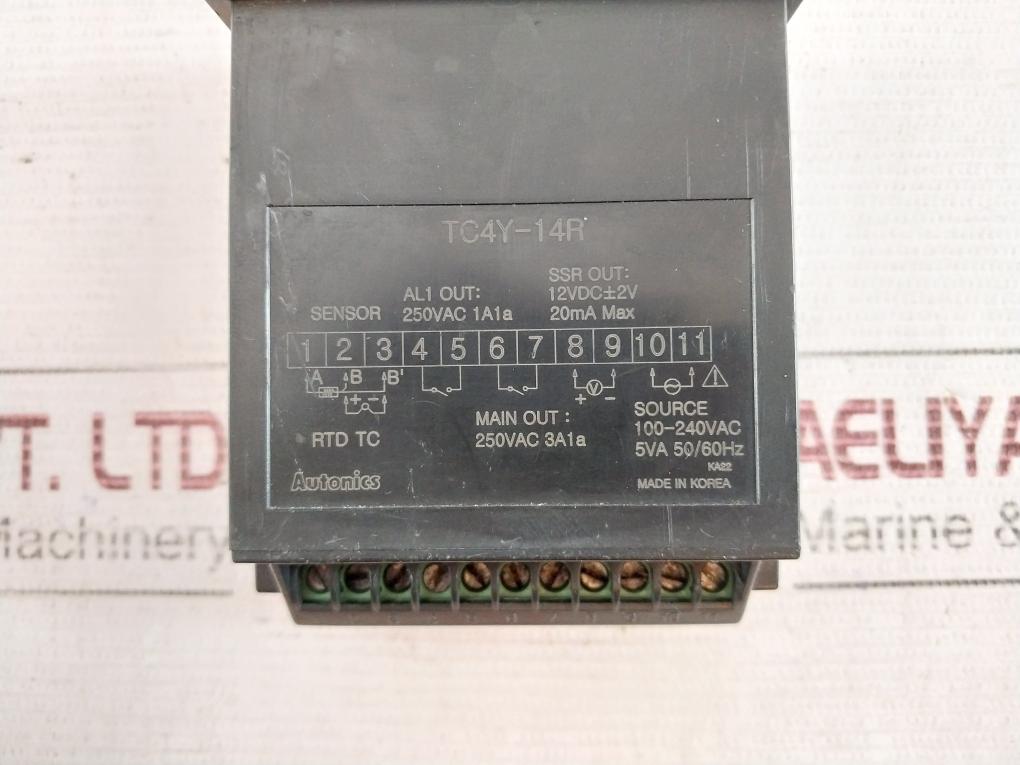 TC4Y-14R
SENSOR
AL1 OUT:
250VAC 1A1a
SSR OUT:
12VDC±2V
20mA Max
1 2 3 4 5 6 7 8 9 10 11
A B B'
+ -
+ V -
RTD TC
MAIN OUT :
250VAC 3A1a
SOURCE
100-240VAC
5VA 50/60Hz
KA22
Autonics
MADE IN KOREA
VT. LTD
AELIYA
Machinery
Marine &